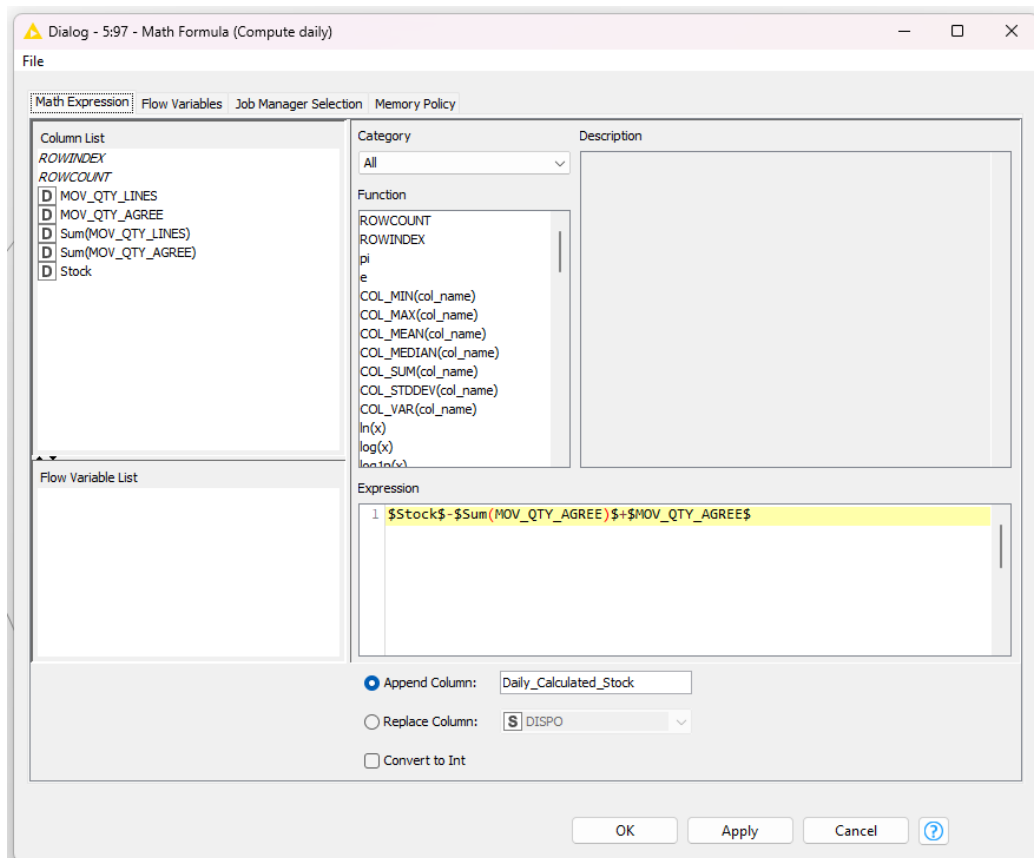 Dialog - 5:97 - Math Formula (Compute daily)
File
Math Expression Flow Variables Job Manager Selection Memory Policy
Column List
ROWINDEX
ROWCOUNT
D MOV_QTY_LINES
D MOV_QTY_AGREE
D Sum(MOV_QTY_LINES)
D Sum(MOV_QTY_AGREE)
D Stock
Flow Variable List
Category
All
Function
ROWCOUNT
ROWINDEX
pi
e
COL_MIN(col_name)
COL_MAX(col_name)
COL_MEAN(col_name)
COL_MEDIAN(col_name)
COL_SUM(col_name)
COL_STDDEV(col_name)
COL_VAR(col_name)
ln(x)
log(x)
log1p(x)
Description
Expression
1 $Stock$-$Sum(MOV_QTY_AGREE)$+$MOV_QTY_AGREE$
Append Column: Daily_Calculated_Stock
Replace Column: S DISPO
Convert to Int
OK Apply Cancel ?